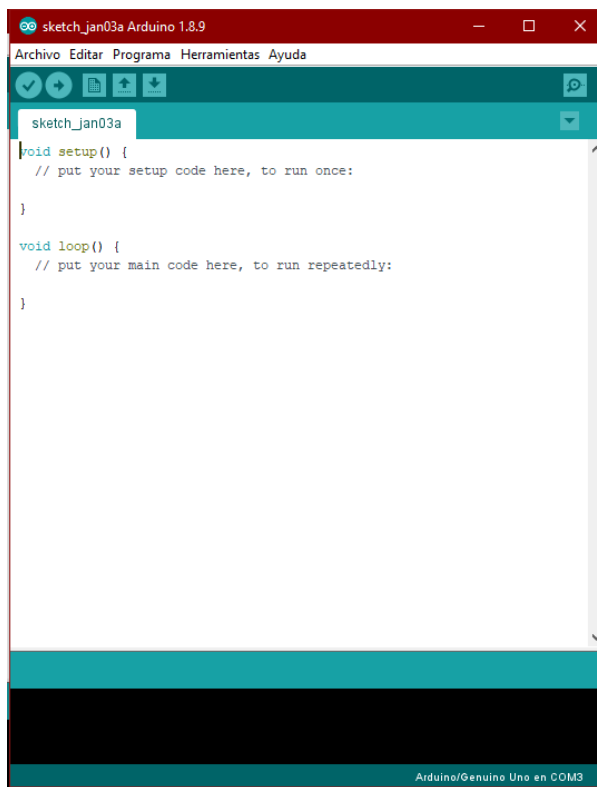 sketch_jan03a Arduino 1.8.9
Archivo Editar Programa Herramientas Ayuda
sketch_jan03a
void setup() {
  // put your setup code here, to run once:
}
void loop() {
  // put your main code here, to run repeatedly:
}
Arduino/Genuino Uno en COM3